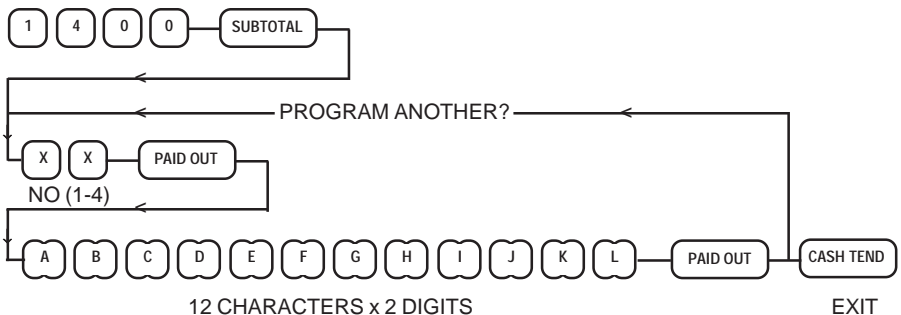 1 4 0 0 SUBTOTAL
PROGRAM ANOTHER?
X X PAID OUT
NO (1-4)
A B C D E F G H I J K L PAID OUT CASH TEND
12 CHARACTERS x 2 DIGITS EXIT